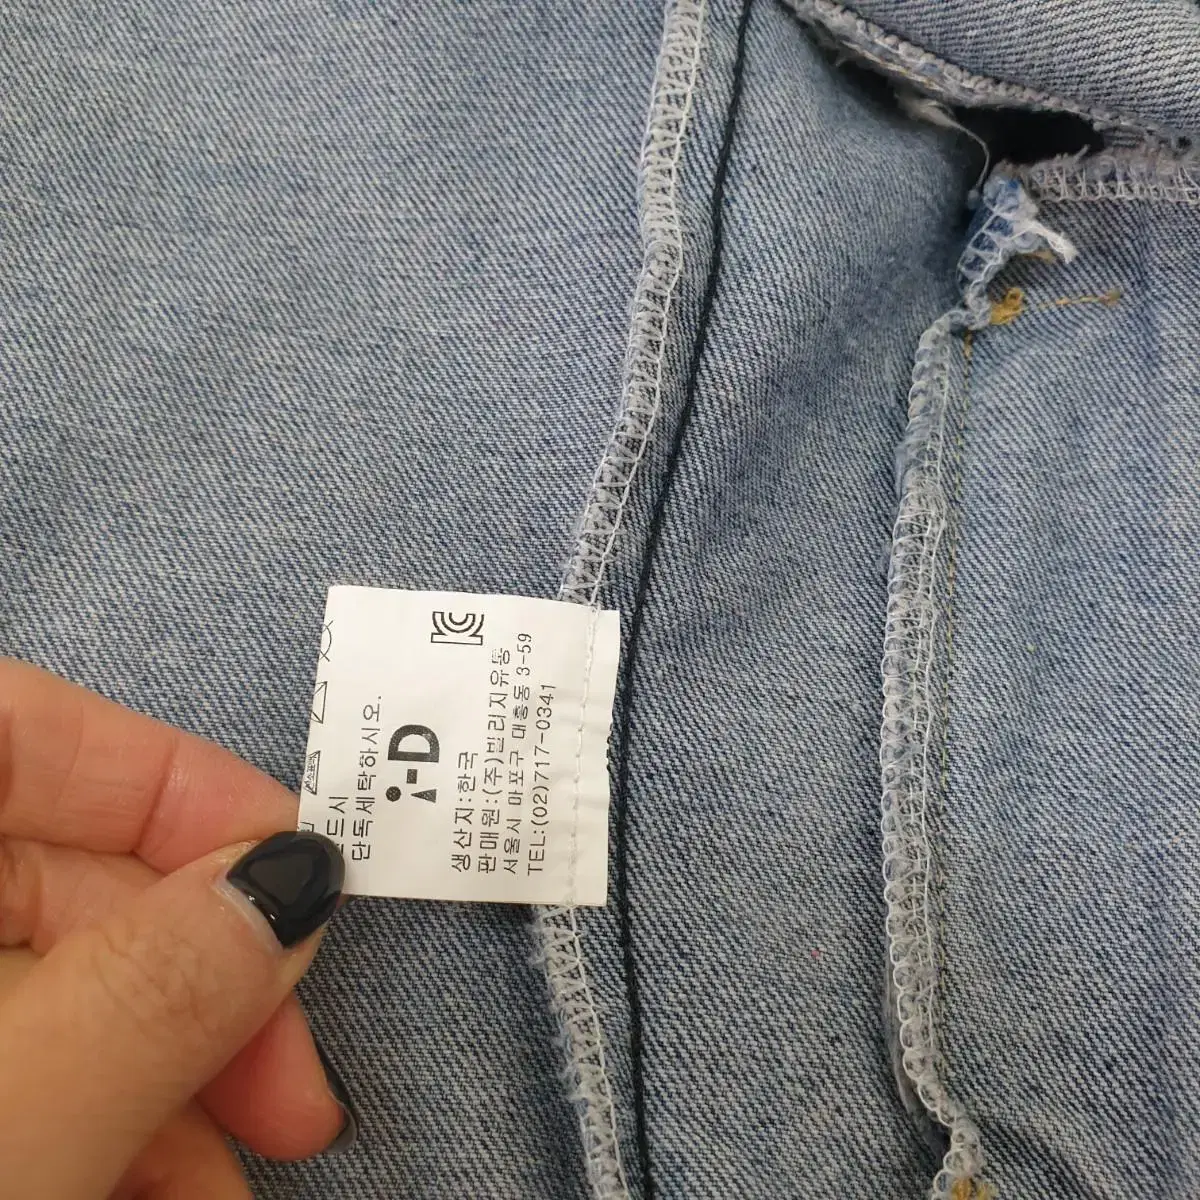 KC
i-D
생산지:한국
판매원:(주)빌리지유통
서울시 마포구 대흥동 3-59
TEL:(02)717-0341
단독세탁하시오.